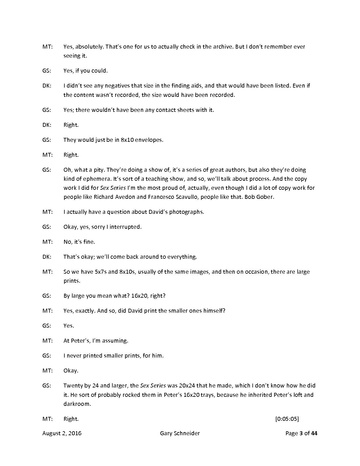 MT: Yes, absolutely. That's one for us to actually check in the archive. But I don't remember ever
seeing it.
GS: Yes, if you could.
DK: I didn't see any negatives that size in the finding aids, and that would have been listed. Even if
the content wasn't recorded, the size would have been recorded.
GS: Yes; there wouldn't have been any contact sheets with it.
DK: Right.
GS: They would just be in 8x10 envelopes.
MT: Right.
GS: Oh, what a pity. They're doing a show of, it's a series of great authors, but also they're doing
kind of ephemera. It's sort of a teaching show, and so, we'll talk about process. And the copy
work I did for Sex Series I'm the most proud of, actually, even though I did a lot of copy work for
people like Richard Avedon and Francesco Scavullo, people like that. Bob Gober.
MT: I actually have a question about David's photographs.
GS: Okay, yes, sorry I interrupted.
MT: No, it's fine.
DK: That's okay; we'll come back around to everything.
MT: So we have 5x7s and 8x10s, usually of the same images, and then on occasion, there are large
prints.
GS: By large you mean what? 16x20, right?
MT: Yes, exactly. And so, did David print the smaller ones himself?
GS: Yes.
MT: At Peter's, I'm assuming.
GS: I never printed smaller prints, for him.
MT: Okay.
GS: Twenty by 24 and larger, the Sex Series was 20x24 that he made, which I don't know how he did
it. He sort of probably rocked them in Peter's 16x20 trays, because he inherited Peter's loft and
darkroom.
MT: Right. [0:05:05]
August 2, 2016 Gary Schneider Page 3 of 44